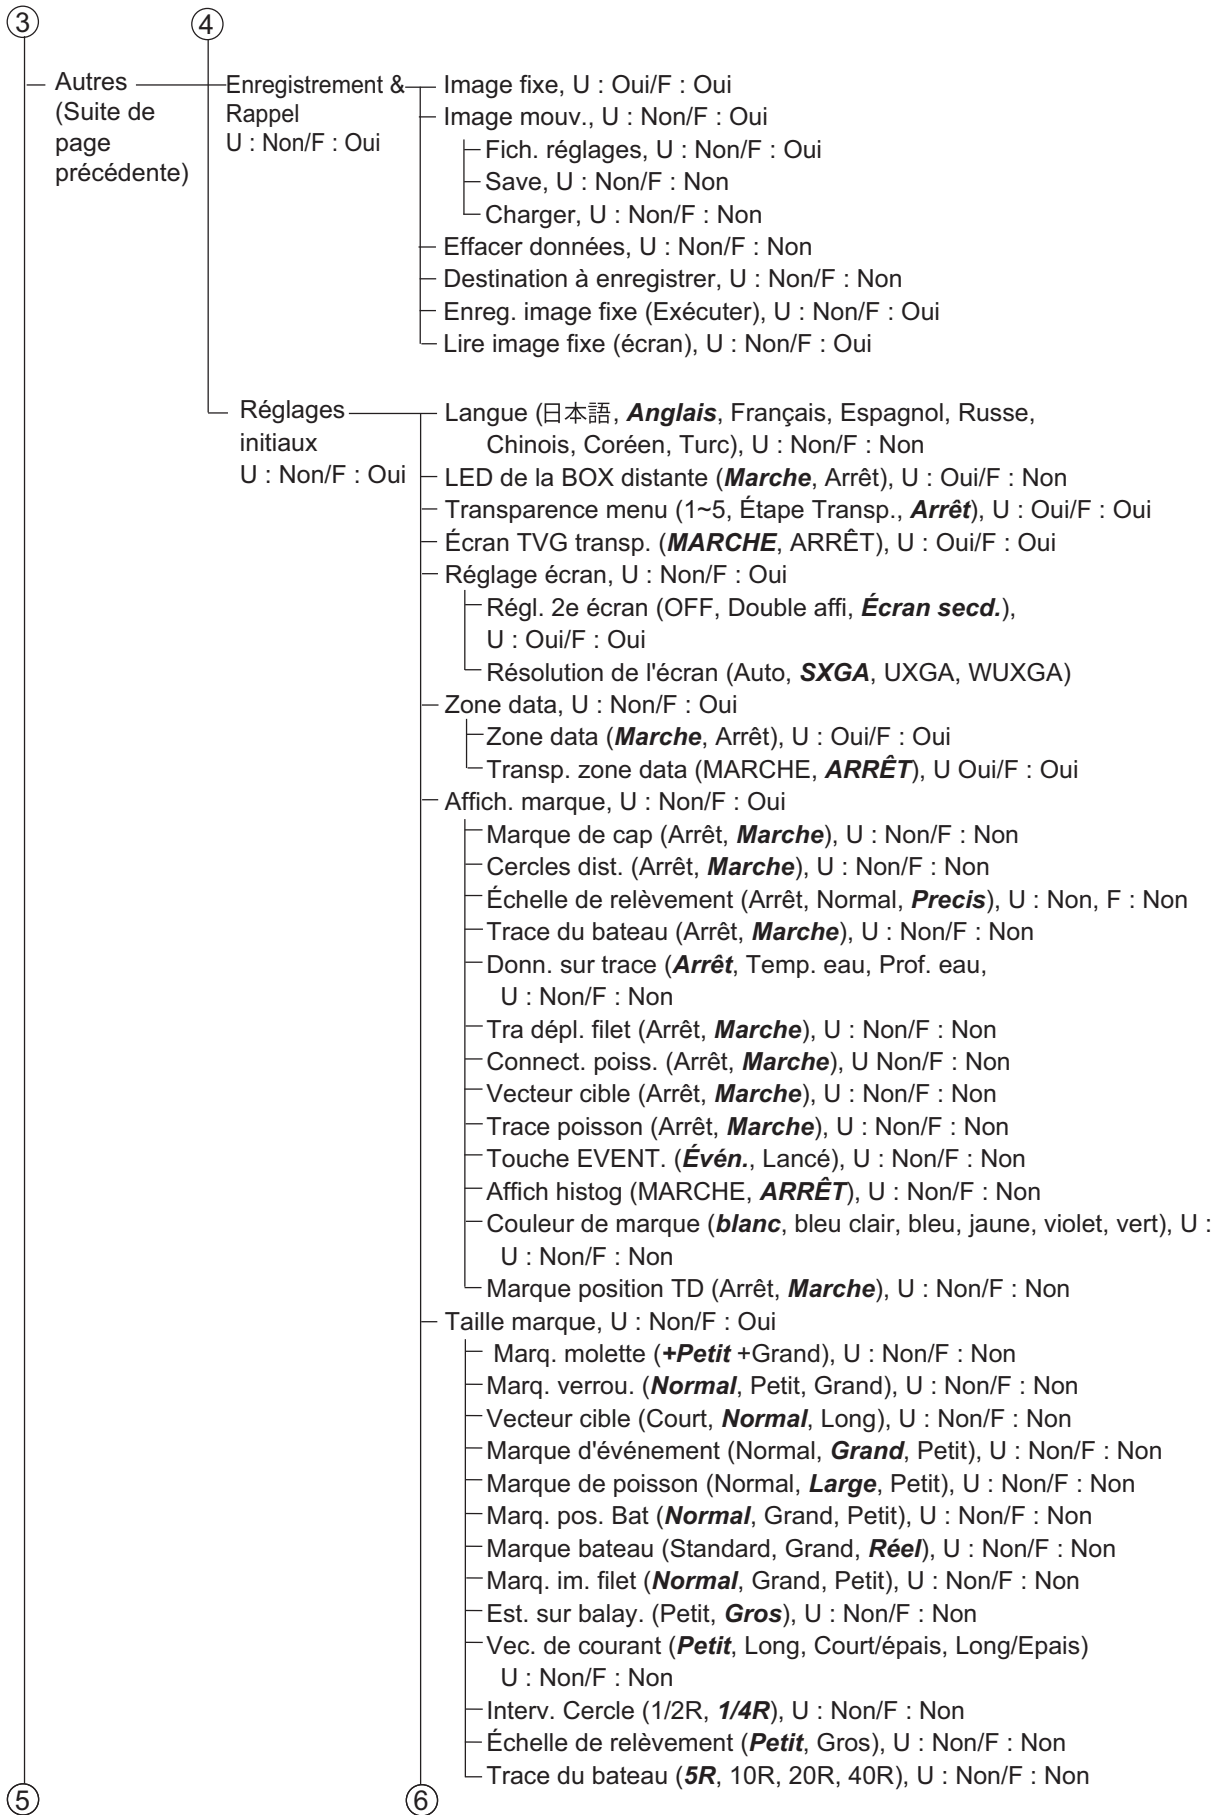 ③
④
Autres
(Suite de
page
précédente)
Enregistrement &
Rappel
U : Non/F : Oui
Image fixe, U : Oui/F : Oui
Image mouv., U : Non/F : Oui
Fich. réglages, U : Non/F : Oui
Save, U : Non/F : Non
Charger, U : Non/F : Non
Effacer données, U : Non/F : Non
Destination à enregistrer, U : Non/F : Non
Enreg. image fixe (Exécuter), U : Non/F : Oui
Lire image fixe (écran), U : Non/F : Oui
Réglages
initiaux
U : Non/F : Oui
Langue (日本語, Anglais, Français, Espagnol, Russe,
Chinois, Coréen, Turc), U : Non/F : Non
LED de la BOX distante (Marche, Arrêt), U : Oui/F : Non
Transparence menu (1~5, Étape Transp., Arrêt), U : Oui/F : Oui
Écran TVG transp. (MARCHE, ARRÊT), U : Oui/F : Oui
Réglage écran, U : Non/F : Oui
Régl. 2e écran (OFF, Double affi, Écran secd.),
U : Oui/F : Oui
Résolution de l'écran (Auto, SXGA, UXGA, WUXGA)
Zone data, U : Non/F : Oui
Zone data (Marche, Arrêt), U : Oui/F : Oui
Transp. zone data (MARCHE, ARRÊT), U Oui/F : Oui
Affich. marque, U : Non/F : Oui
Marque de cap (Arrêt, Marche), U : Non/F : Non
Cercles dist. (Arrêt, Marche), U : Non/F : Non
Échelle de relèvement (Arrêt, Normal, Precis), U : Non, F : Non
Trace du bateau (Arrêt, Marche), U : Non/F : Non
Donn. sur trace (Arrêt, Temp. eau, Prof. eau,
U : Non/F : Non
Tra dépl. filet (Arrêt, Marche), U : Non/F : Non
Connect. poiss. (Arrêt, Marche), U Non/F : Non
Vecteur cible (Arrêt, Marche), U : Non/F : Non
Trace poisson (Arrêt, Marche), U : Non/F : Non
Touche EVENT. (Évén., Lancé), U : Non/F : Non
Affich histog (MARCHE, ARRÊT), U : Non/F : Non
Couleur de marque (blanc, bleu clair, bleu, jaune, violet, vert), U :
U : Non/F : Non
Marque position TD (Arrêt, Marche), U : Non/F : Non
Taille marque, U : Non/F : Oui
Marq. molette (+Petit +Grand), U : Non/F : Non
Marq. verrou. (Normal, Petit, Grand), U : Non/F : Non
Vecteur cible (Court, Normal, Long), U : Non/F : Non
Marque d'événement (Normal, Grand, Petit), U : Non/F : Non
Marque de poisson (Normal, Large, Petit), U : Non/F : Non
Marq. pos. Bat (Normal, Grand, Petit), U : Non/F : Non
Marque bateau (Standard, Grand, Réel), U : Non/F : Non
Marq. im. filet (Normal, Grand, Petit), U : Non/F : Non
Est. sur balay. (Petit, Gros), U : Non/F : Non
Vec. de courant (Petit, Long, Court/épais, Long/Epais)
U : Non/F : Non
Interv. Cercle (1/2R, 1/4R), U : Non/F : Non
Échelle de relèvement (Petit, Gros), U : Non/F : Non
Trace du bateau (5R, 10R, 20R, 40R), U : Non/F : Non
⑤
⑥